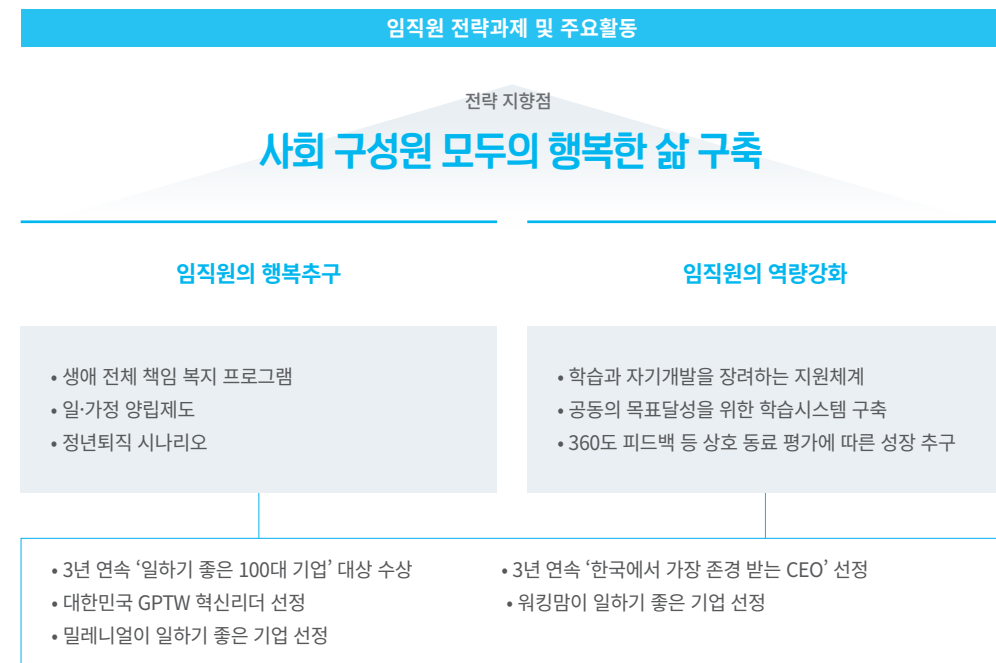 임직원 전략과제 및 주요활동
전략 지향점
사회 구성원 모두의 행복한 삶 구축
임직원의 행복추구
• 생애 전체 책임 복지 프로그램
• 일·가정 양립제도
• 정년퇴직 시나리오
임직원의 역량강화
• 학습과 자기개발을 장려하는 지원체계
• 공동의 목표달성을 위한 학습시스템 구축
• 360도 피드백 등 상호 동료 평가에 따른 성장 추구
• 3년 연속 ‘일하기 좋은 100대 기업’ 대상 수상
• 대한민국 GPTW 혁신리더 선정
• 밀레니얼이 일하기 좋은 기업 선정
• 3년 연속 ‘한국에서 가장 존경 받는 CEO’ 선정
• 워킹맘이 일하기 좋은 기업 선정